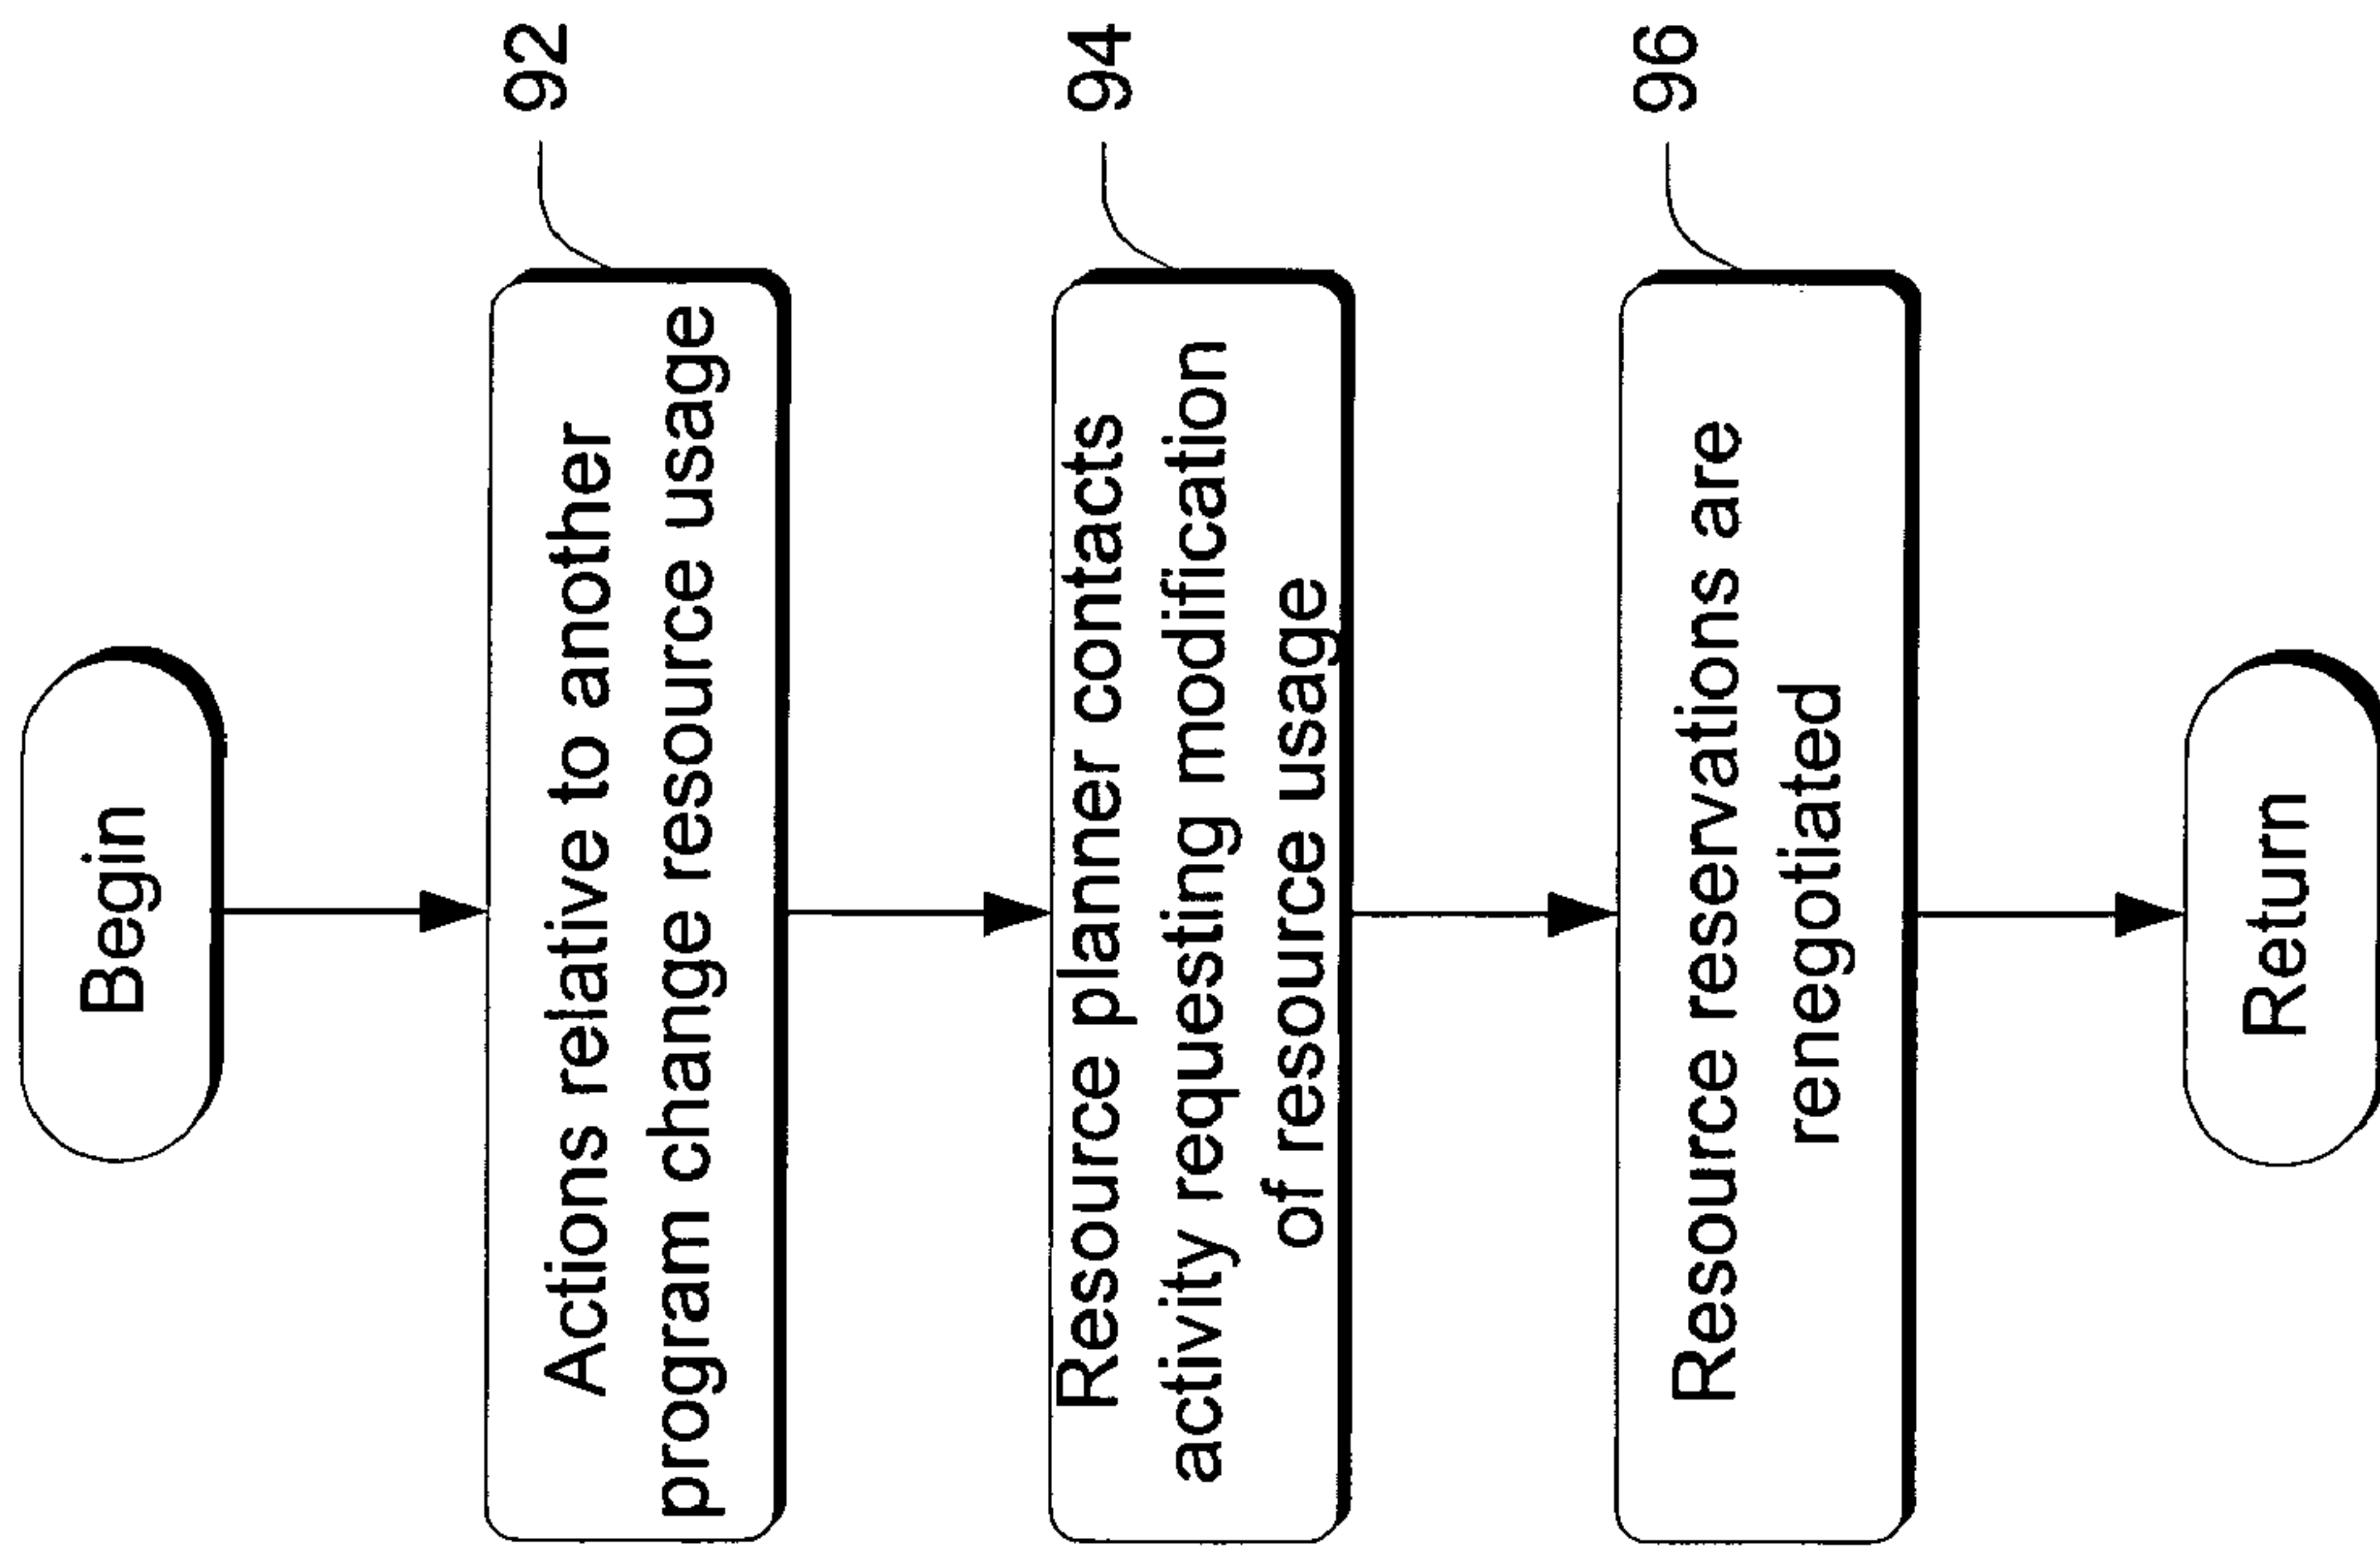 Begin
Actions relative to another
program change resource usage
92
Resource planner contacts
activity requesting modification
of resource usage
94
Resource reservations are
renegotiated
96
Return